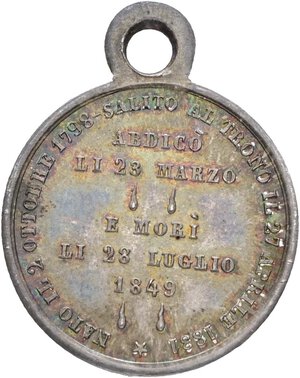 NATO IL 2 OTTOBRE 1798-SALITO AL TRONO IL 27 APRILE 1831
ABDICÒ
LI 23 MARZO
E MORÌ
LI 28 LUGLIO
1849